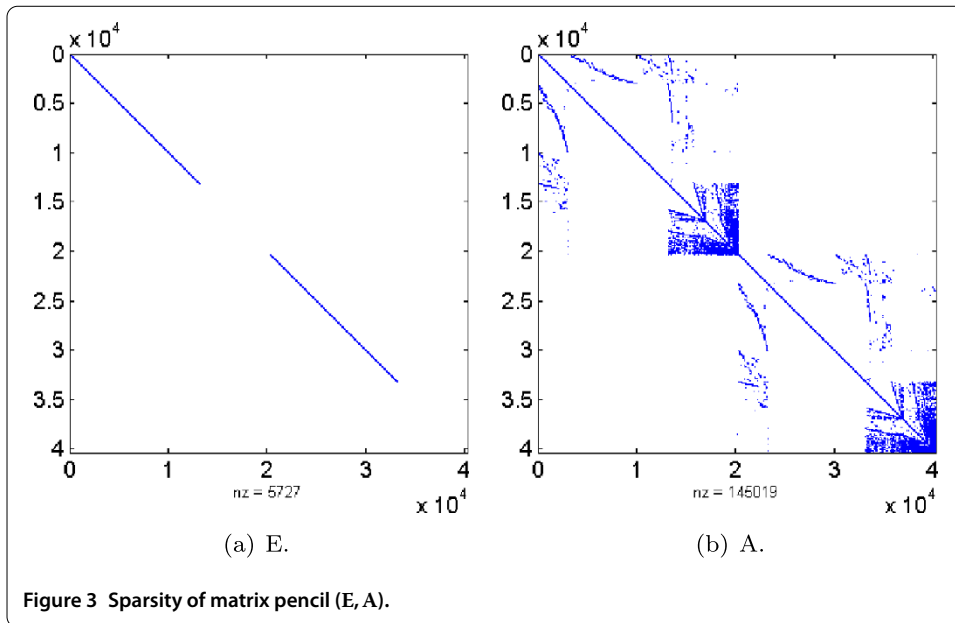 x 10^4
0
0.5
1
1.5
2
2.5
3
3.5
4
0 1 2 3 4
nz = 5727
x 10^4
(a) E.
x 10^4
0
0.5
1
1.5
2
2.5
3
3.5
4
0 1 2 3 4
nz = 145019
x 10^4
(b) A.
Figure 3 Sparsity of matrix pencil (E, A).